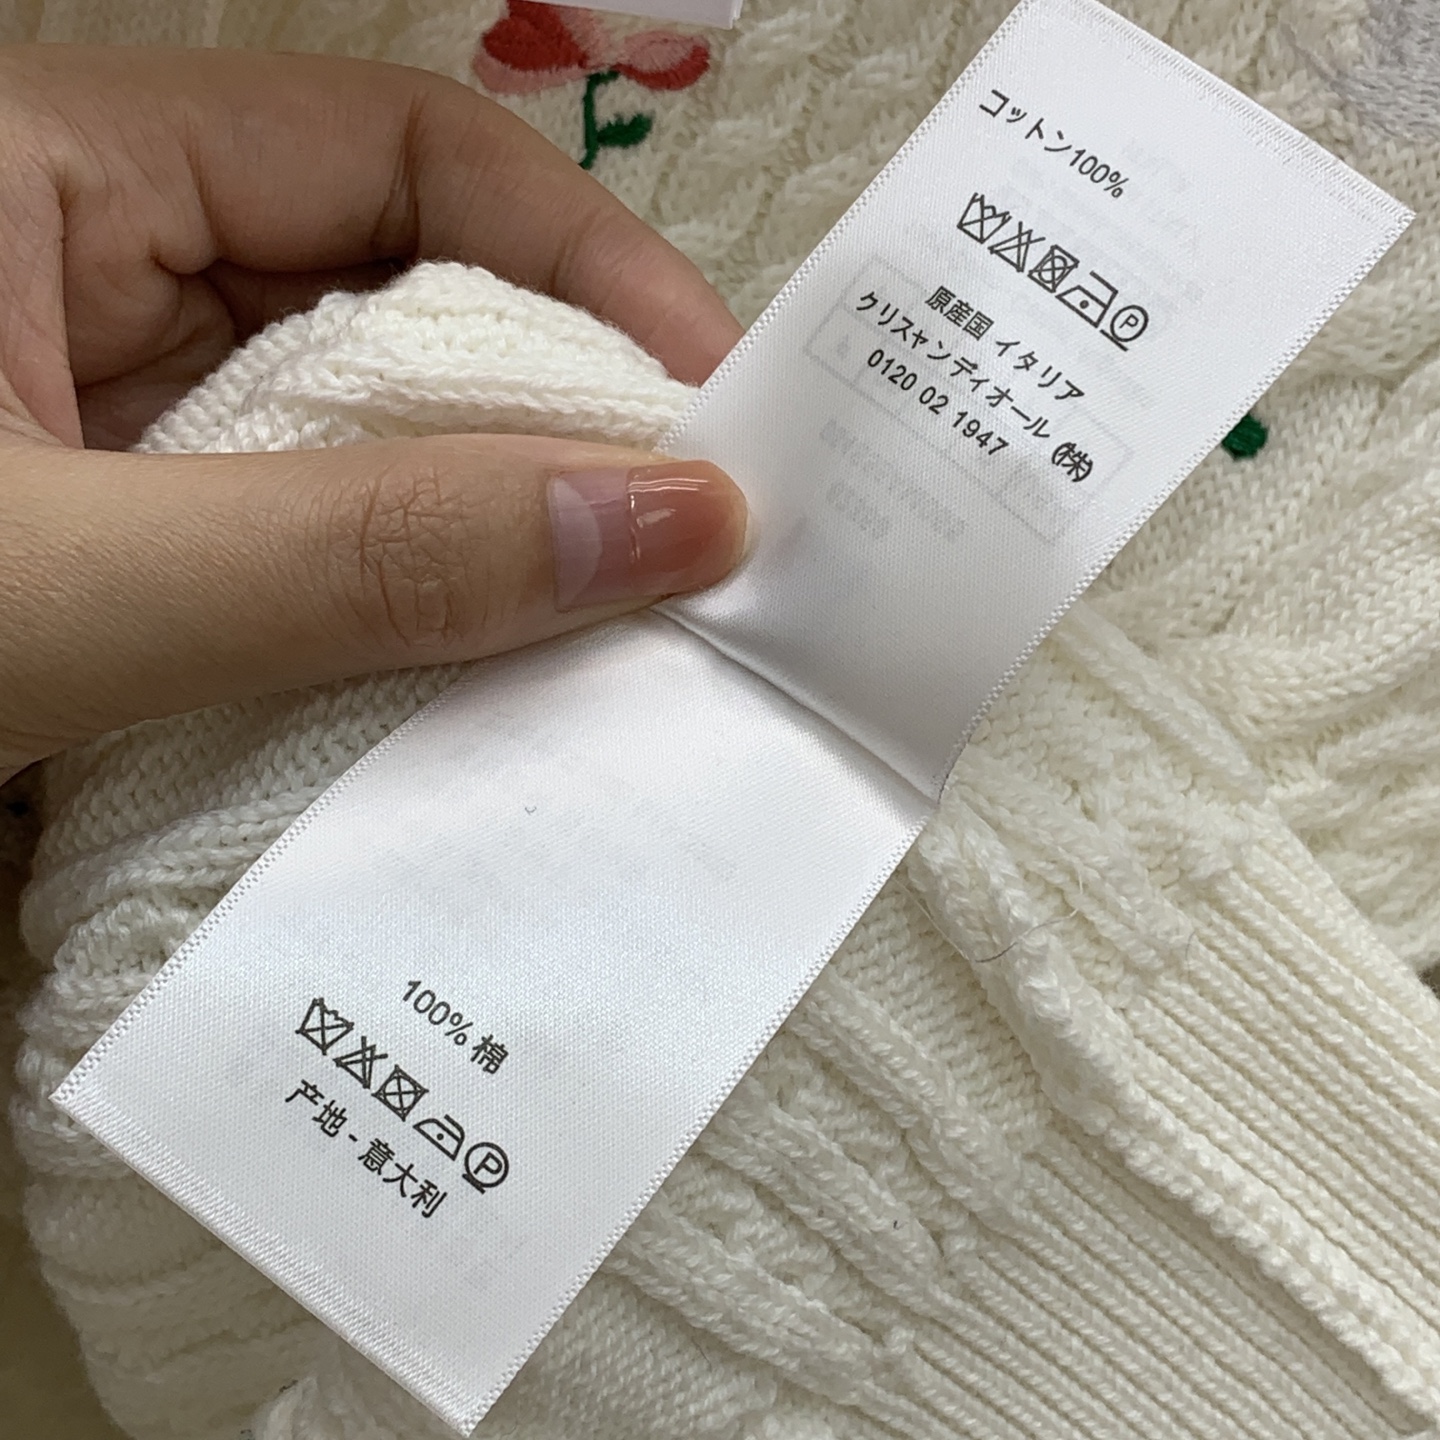 コットン100%
P
原産国 イタリア
クリスャンディオール ㈱
0120 02 1947
100% 棉
P
产地 - 意大利